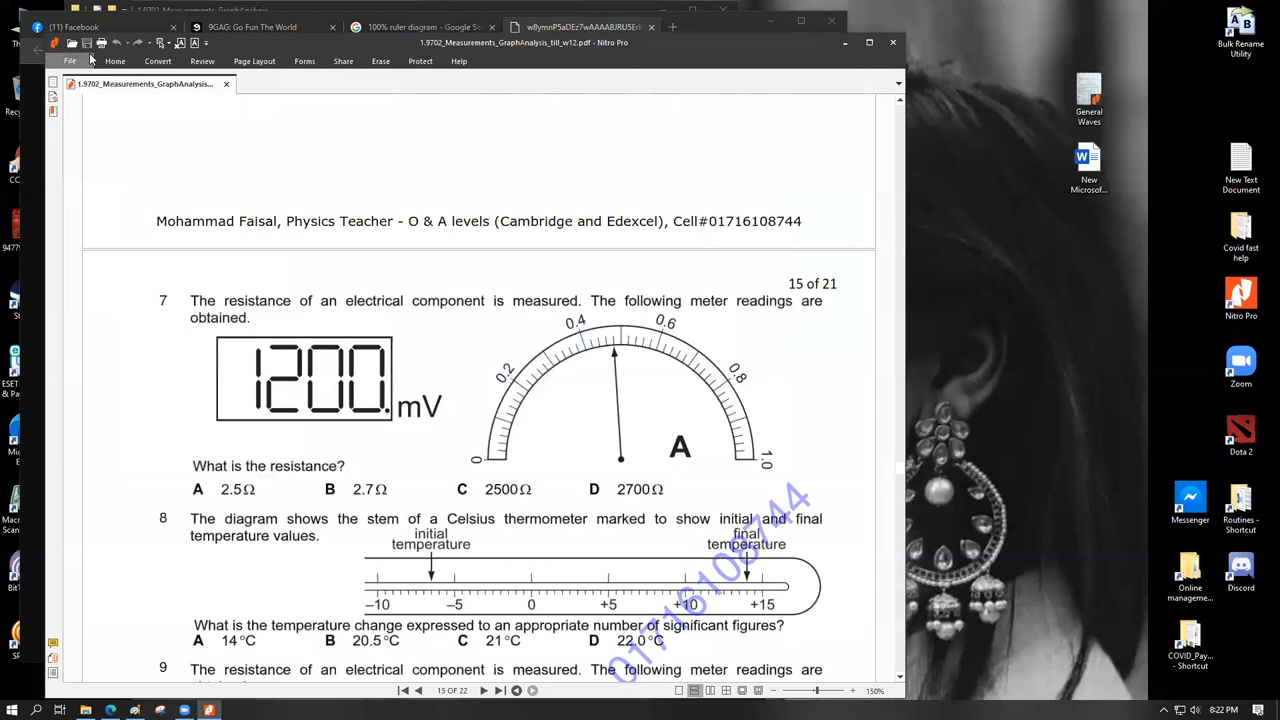 (2) Facebook
9GAG: Go Fun The World
100% ruler diagram - Google Se
w8ymrP5aDEz7wAAAABJRU5Erk
1.9702_Measurements_GraphAnalysis_till_w12.pdf - Nitro Pro
File Home Convert Review Page Layout Forms Share Erase Protect Help
1.9702_Measurements_GraphAnalysis...
Mohammad Faisal, Physics Teacher - O & A levels (Cambridge and Edexcel), Cell#01716108744
15 of 21
7 The resistance of an electrical component is measured. The following meter readings are
obtained.
1200. mV
0 0.2 0.4 0.6 0.8 1.0
A
What is the resistance?
A 2.5Ω B 2.7Ω C 2500Ω D 2700Ω
8 The diagram shows the stem of a Celsius thermometer marked to show initial and final
temperature values.
initial
temperature
final
temperature
–10 –5 0 +5 +10 +15
What is the temperature change expressed to an appropriate number of significant figures?
A 14°C B 20.5°C C 21°C D 22.0°C
9 The resistance of an electrical component is measured. The following meter readings are
01716108744
15 OF 22
150%
General
Waves
New
Microsof...
Bulk Rename
Utility
New Text
Document
Covid fast
help
Nitro Pro
Zoom
Dota 2
Messenger
Routines -
Shortcut
Online
management...
Discord
COVID_Pay...
- Shortcut
8:22 PM